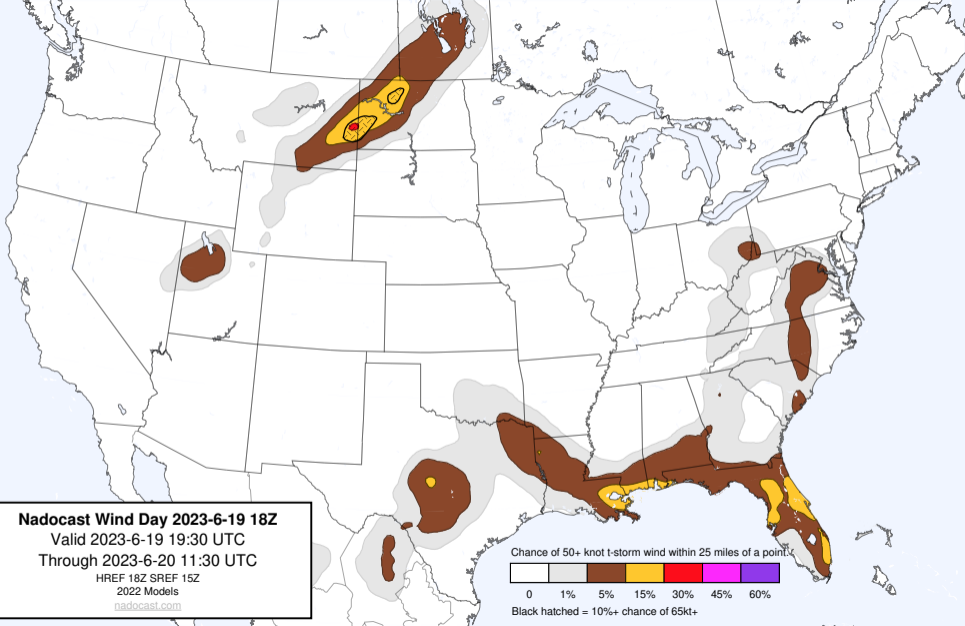 Nadocast Wind Day 2023-6-19 18Z
Valid 2023-6-19 19:30 UTC
Through 2023-6-20 11:30 UTC
HREF 18Z SREF 15Z
2022 Models
nadocast.com
Chance of 50+ knot t-storm wind within 25 miles of a point.
0 1% 5% 15% 30% 45% 60%
Black hatched = 10%+ chance of 65kt+